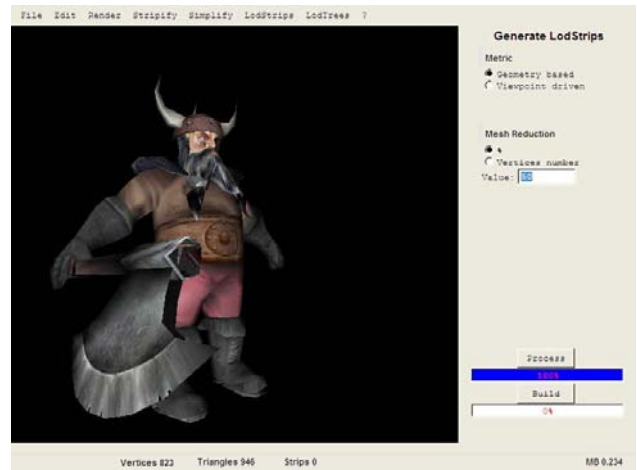 File Edit Render Stripify Simplify LodStrips LodTrees ?
Generate LodStrips
Metric
Geometry based
Viewpoint driven
Mesh Reduction
%
Vertices number
Value:
Process
100%
Build
0%
Vertices 823 Triangles 946 Strips 0 MB 0.234